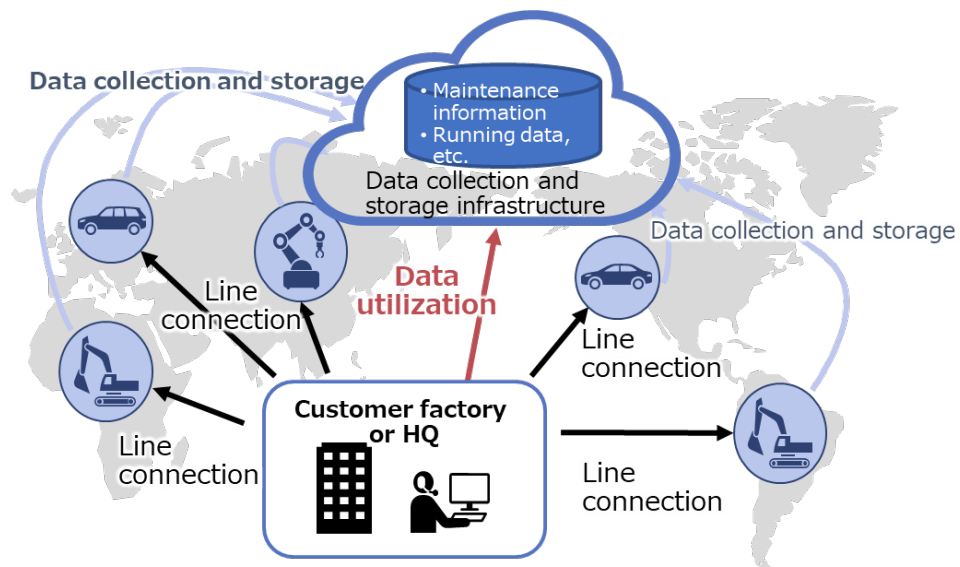 Data collection and storage
• Maintenance
information
• Running data,
etc.
Data collection and
storage infrastructure
Data collection and storage
Data
utilization
Line
connection
Line
connection
Customer factory
or HQ
Line
connection
Line
connection